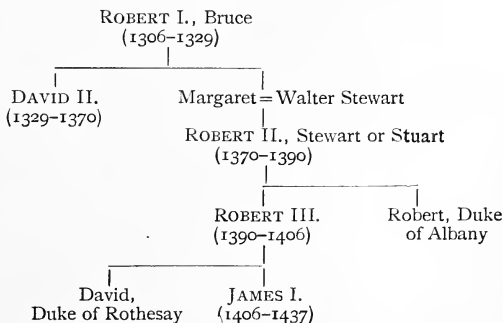 ROBERT I., Bruce
(1306–1329)
DAVID II.
(1329–1370)
Margaret = Walter Stewart
ROBERT II., Stewart or Stuart
(1370–1390)
ROBERT III.
(1390–1406)
Robert, Duke
of Albany
David,
Duke of Rothesay
JAMES I.
(1406–1437)